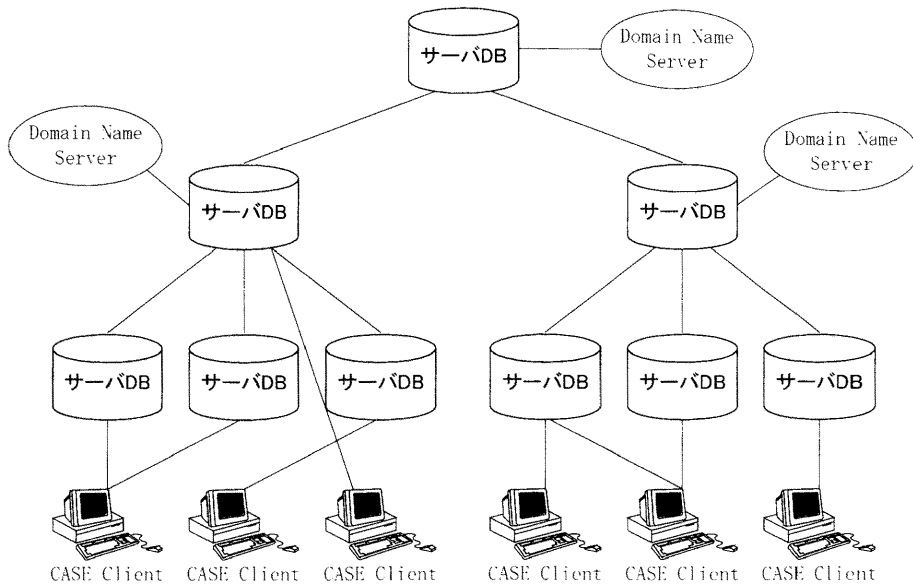 サーバDB
Domain Name
Server
Domain Name
Server
Domain Name
Server
サーバDB
サーバDB
サーバDB
サーバDB
サーバDB
サーバDB
サーバDB
サーバDB
CASE Client
CASE Client
CASE Client
CASE Client
CASE Client
CASE Client